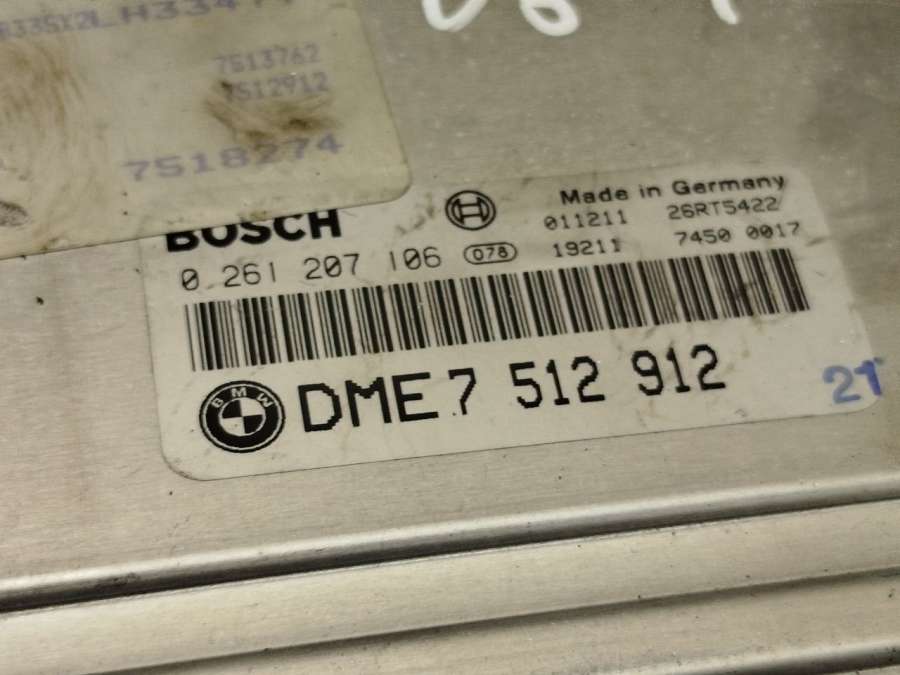 7513762
7512912
7518274
BOSCH
Made in Germany
011211 26RT5422
0 261 207 106 078 19211 7450 0017
BMW
DME 7 512 912
21